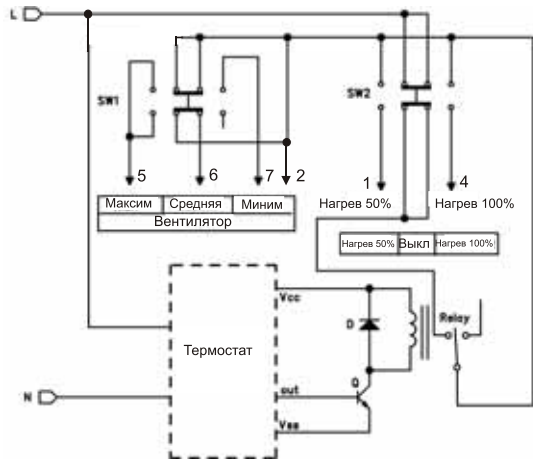 L
SW1
SW2
5
6
7
2
1
4
Максим
Средняя
Миним
Вентилятор
Нагрев 50%
Нагрев 100%
Нагрев 50%
Выкл
Нагрев 100%
Vcc
Термостат
D
Relay
Q
N
out
Vss